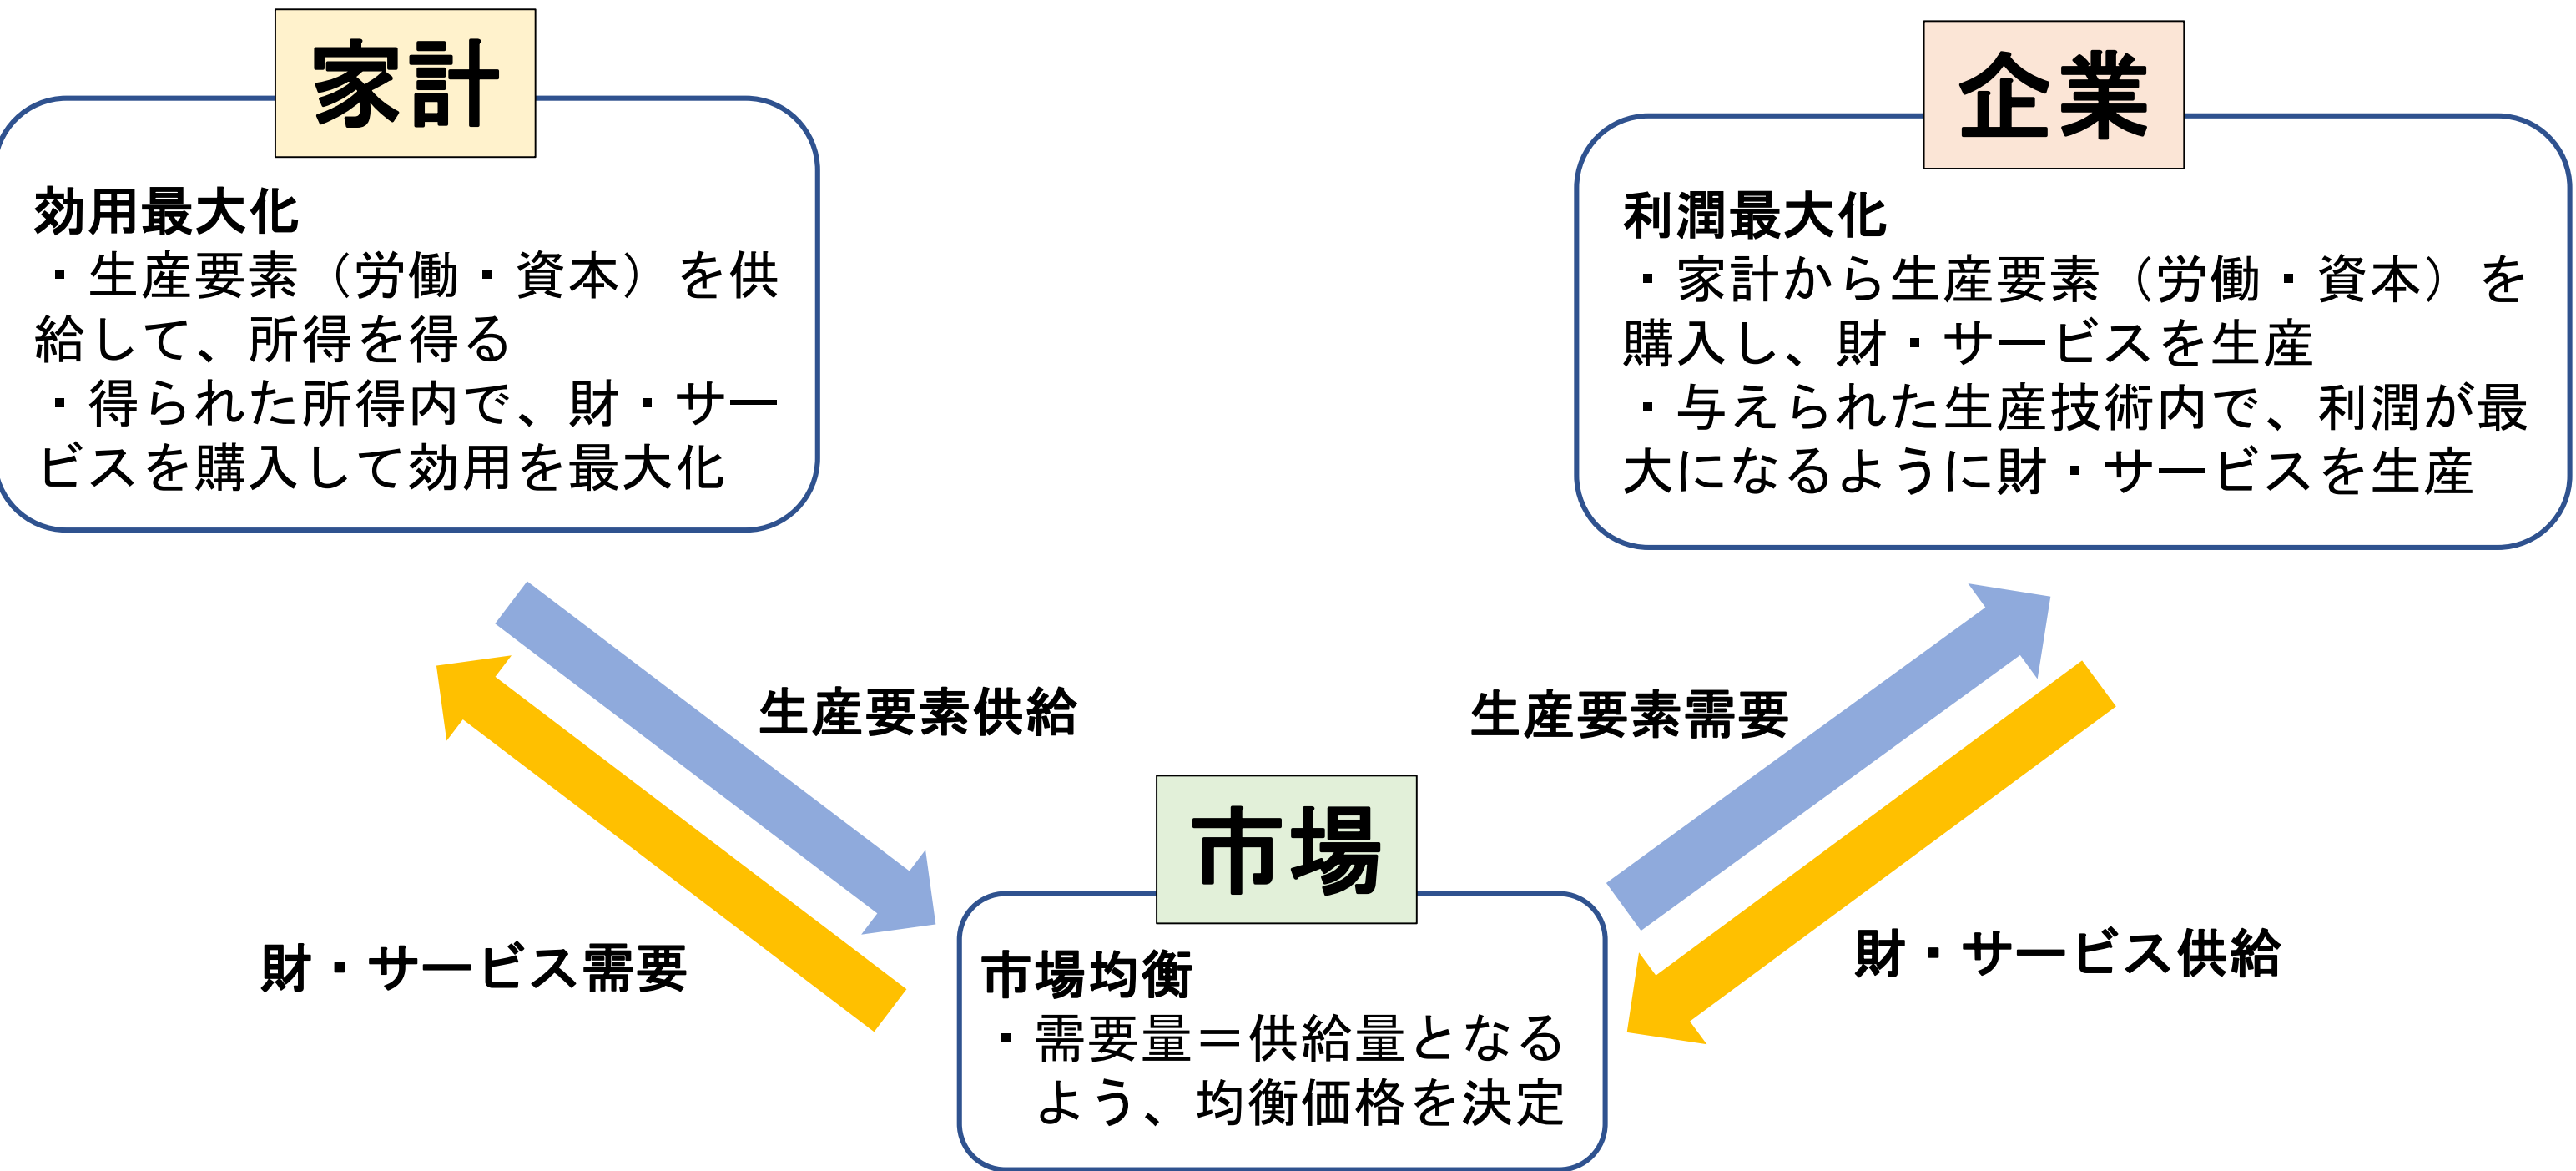 家計
効用最大化
・生産要素（労働・資本）を供
給して、所得を得る
・得られた所得内で、財・サー
ビスを購入して効用を最大化
企業
利潤最大化
・家計から生産要素（労働・資本）を
購入し、財・サービスを生産
・与えられた生産技術内で、利潤が最
大になるように財・サービスを生産
生産要素供給
生産要素需要
財・サービス需要
財・サービス供給
市場
市場均衡
・需要量＝供給量となる
よう、均衡価格を決定